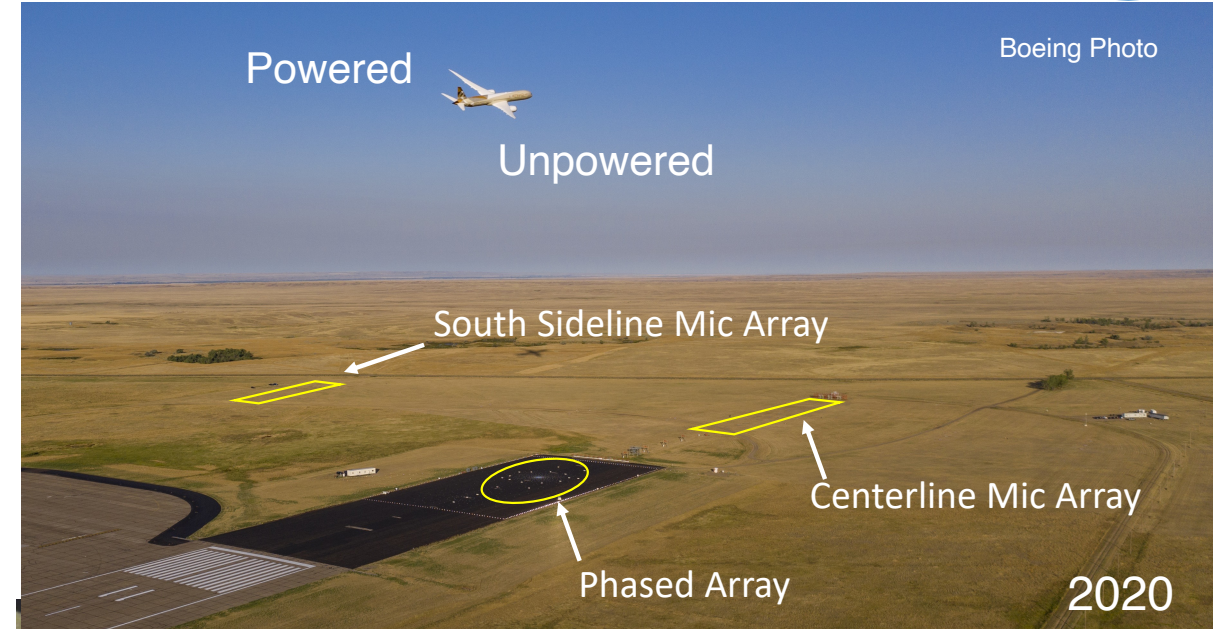 Boeing Photo
Powered
Unpowered
South Sideline Mic Array
Centerline Mic Array
Phased Array
2020